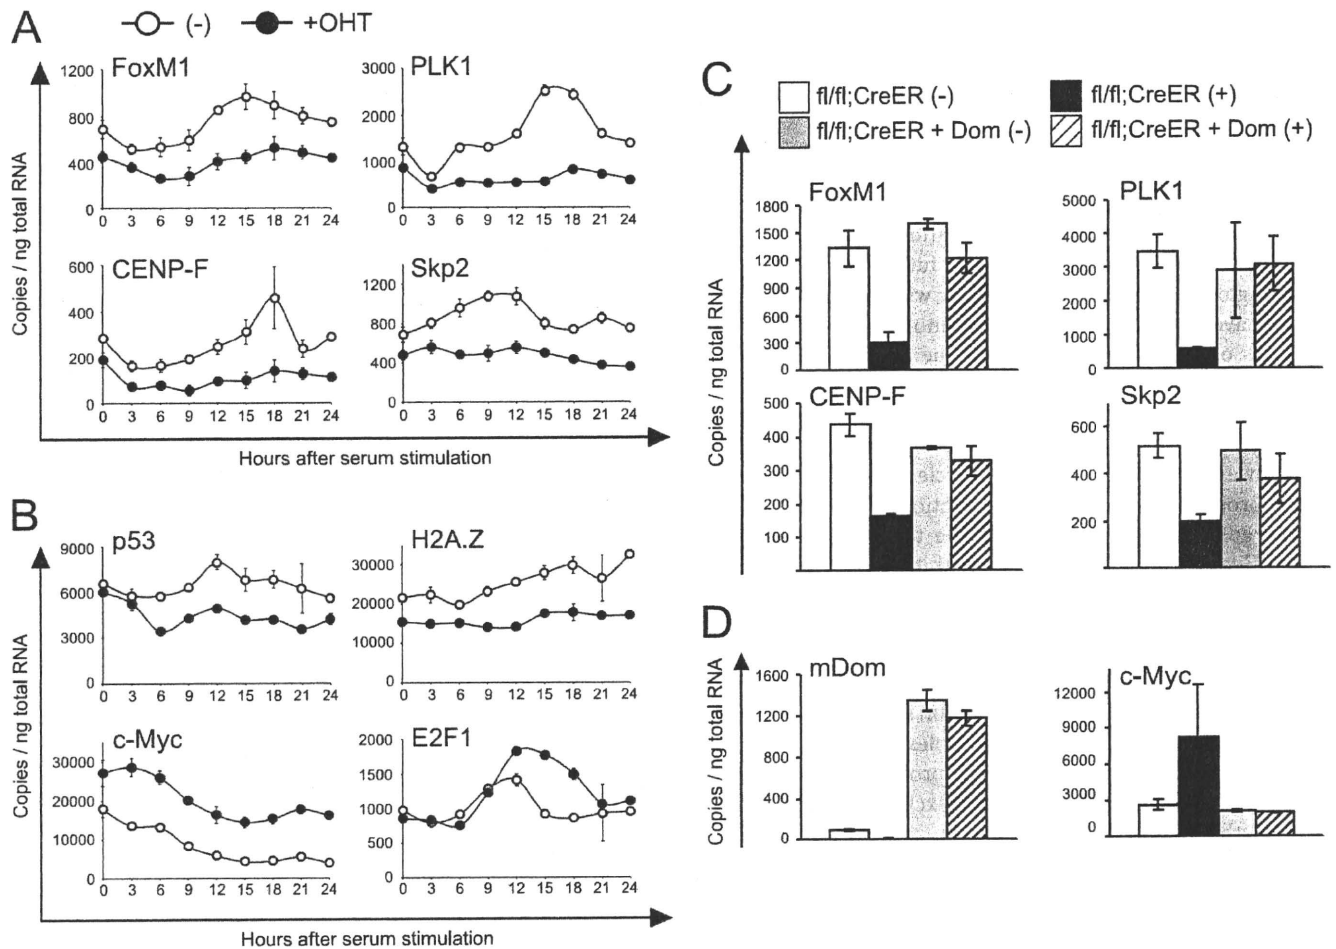 A
(-)
+OHT
Copies / ng total RNA
FoxM1
1200
800
400
0
0 3 6 9 12 15 18 21 24
PLK1
3000
2000
1000
0
0 3 6 9 12 15 18 21 24
CENP-F
600
400
200
0
0 3 6 9 12 15 18 21 24
Skp2
1200
800
400
0
0 3 6 9 12 15 18 21 24
Hours after serum stimulation
B
Copies / ng total RNA
p53
9000
6000
3000
0
0 3 6 9 12 15 18 21 24
H2A.Z
30000
20000
10000
0
0 3 6 9 12 15 18 21 24
c-Myc
30000
20000
10000
0
0 3 6 9 12 15 18 21 24
E2F1
2000
1500
1000
500
0
0 3 6 9 12 15 18 21 24
Hours after serum stimulation
C
fl/fl;CreER (-)
fl/fl;CreER (+)
fl/fl;CreER + Dom (-)
fl/fl;CreER + Dom (+)
Copies / ng total RNA
FoxM1
1800
1500
1200
900
600
300
0
PLK1
5000
4000
3000
2000
1000
0
CENP-F
500
400
300
200
100
Skp2
600
400
200
D
Copies / ng total RNA
mDom
1600
1200
800
400
0
c-Myc
12000
9000
6000
3000
0